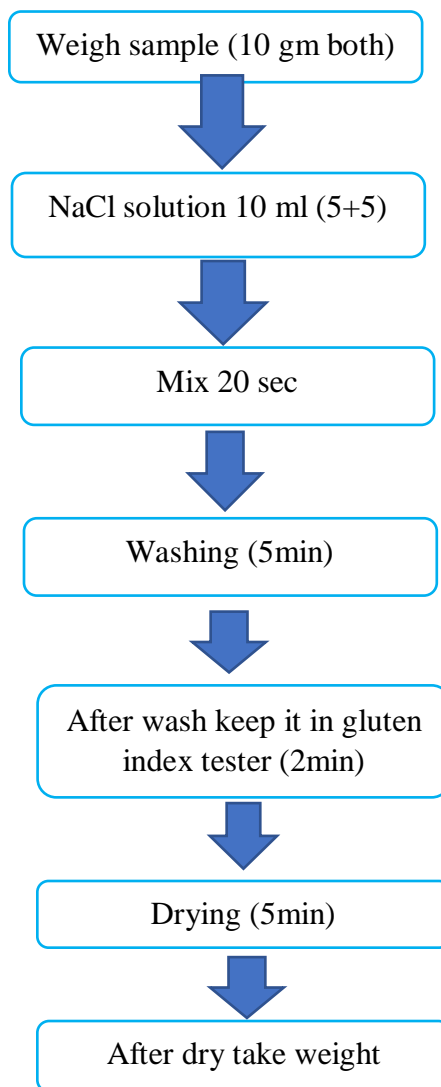 Weigh sample (10 gm both)
NaCl solution 10 ml (5+5)
Mix 20 sec
Washing (5min)
After wash keep it in gluten
index tester (2min)
Drying (5min)
After dry take weight